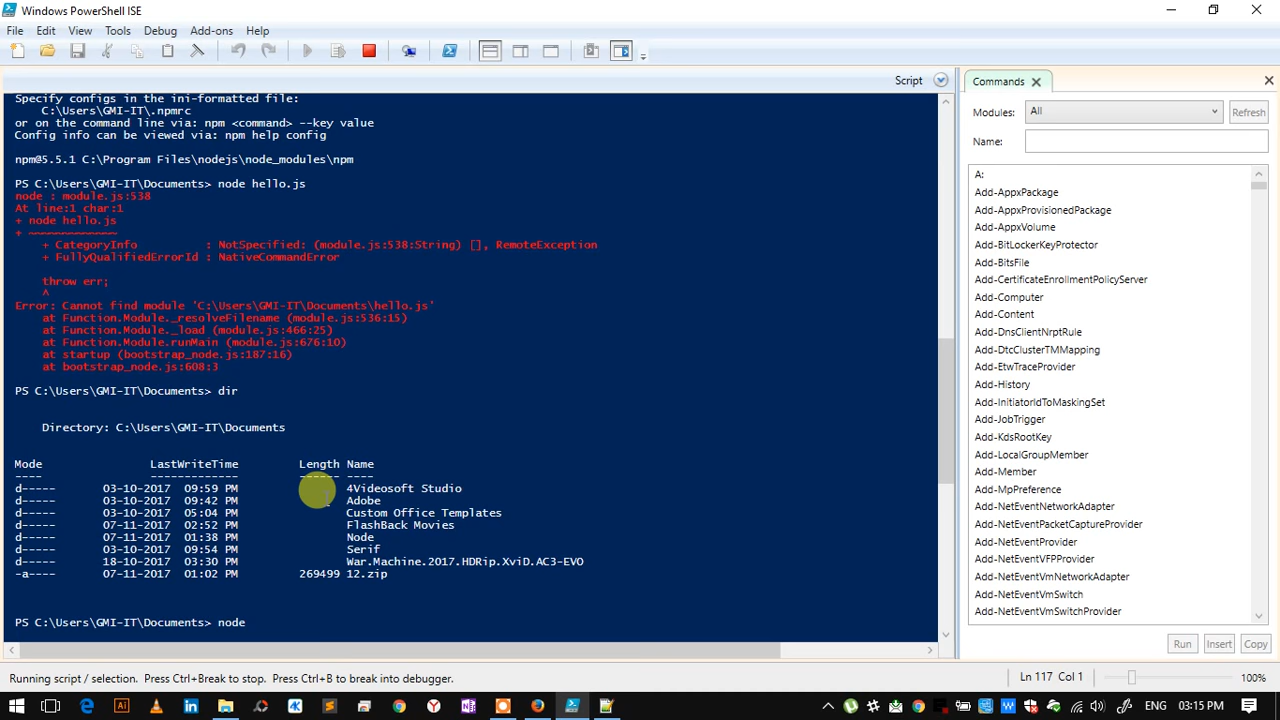 Windows PowerShell ISE
File Edit View Tools Debug Add-ons Help
Script
Specify configs in the ini-formatted file:
C:\Users\GMI-IT\.npmrc
or on the command line via: npm <command> --key value
Config info can be viewed via: npm help config
npm@5.5.1 C:\Program Files\nodejs\node_modules\npm
PS C:\Users\GMI-IT\Documents> node hello.js
node : module.js:538
At line:1 char:1
+ node hello.js
+ ~~~~~~~~~~~~~
+ CategoryInfo : NotSpecified: (module.js:538:String) [], RemoteException
+ FullyQualifiedErrorId : NativeCommandError
throw err;
^
Error: Cannot find module 'C:\Users\GMI-IT\Documents\hello.js'
at Function.Module._resolveFilename (module.js:536:15)
at Function.Module._load (module.js:466:25)
at Function.Module.runMain (module.js:676:10)
at startup (bootstrap_node.js:187:16)
at bootstrap_node.js:608:3
PS C:\Users\GMI-IT\Documents> dir
Directory: C:\Users\GMI-IT\Documents
Mode LastWriteTime Length Name
---- ------------- ------ ----
d----- 03-10-2017 09:59 PM 4Videosoft Studio
d----- 03-10-2017 09:42 PM Adobe
d----- 03-10-2017 05:04 PM Custom Office Templates
d----- 07-11-2017 02:52 PM FlashBack Movies
d----- 07-11-2017 01:38 PM Node
d----- 03-10-2017 09:54 PM Serif
d----- 18-10-2017 03:30 PM War.Machine.2017.HDRip.XviD.AC3-EVO
-a---- 07-11-2017 01:02 PM 269499 12.zip
PS C:\Users\GMI-IT\Documents> node
Commands
Modules: All Refresh
Name:
A:
Add-AppxPackage
Add-AppxProvisionedPackage
Add-AppxVolume
Add-BitLockerKeyProtector
Add-BitsFile
Add-CertificateEnrollmentPolicyServer
Add-Computer
Add-Content
Add-DnsClientNrptRule
Add-DtcClusterTMMapping
Add-EtwTraceProvider
Add-History
Add-InitiatorIdToMaskingSet
Add-JobTrigger
Add-KdsRootKey
Add-LocalGroupMember
Add-Member
Add-MpPreference
Add-NetEventNetworkAdapter
Add-NetEventPacketCaptureProvider
Add-NetEventProvider
Add-NetEventVFPProvider
Add-NetEventVmNetworkAdapter
Add-NetEventVmSwitch
Add-NetEventVmSwitchProvider
Run Insert Copy
Running script / selection. Press Ctrl+Break to stop. Press Ctrl+B to break into debugger.
Ln 117 Col 1 100%
ENG 03:15 PM